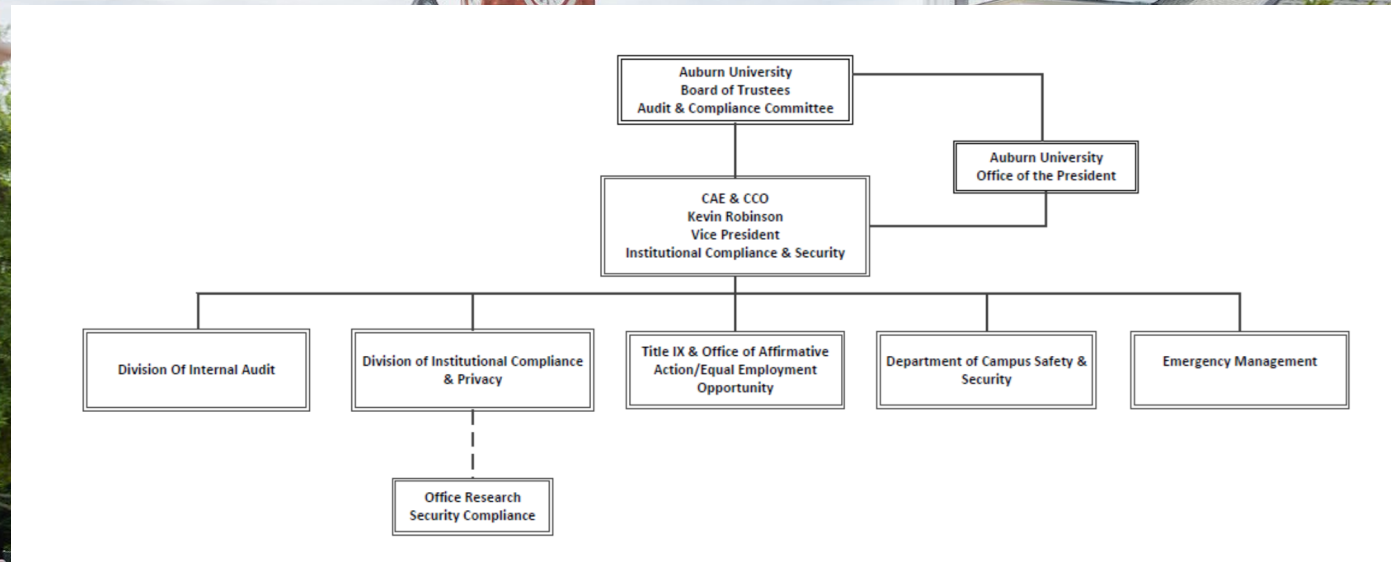 Auburn University
Board of Trustees
Audit & Compliance Committee
Auburn University
Office of the President
CAE & CCO
Kevin Robinson
Vice President
Institutional Compliance & Security
Division Of Internal Audit
Division of Institutional Compliance
& Privacy
Title IX & Office of Affirmative
Action/Equal Employment
Opportunity
Department of Campus Safety &
Security
Emergency Management
Office Research
Security Compliance